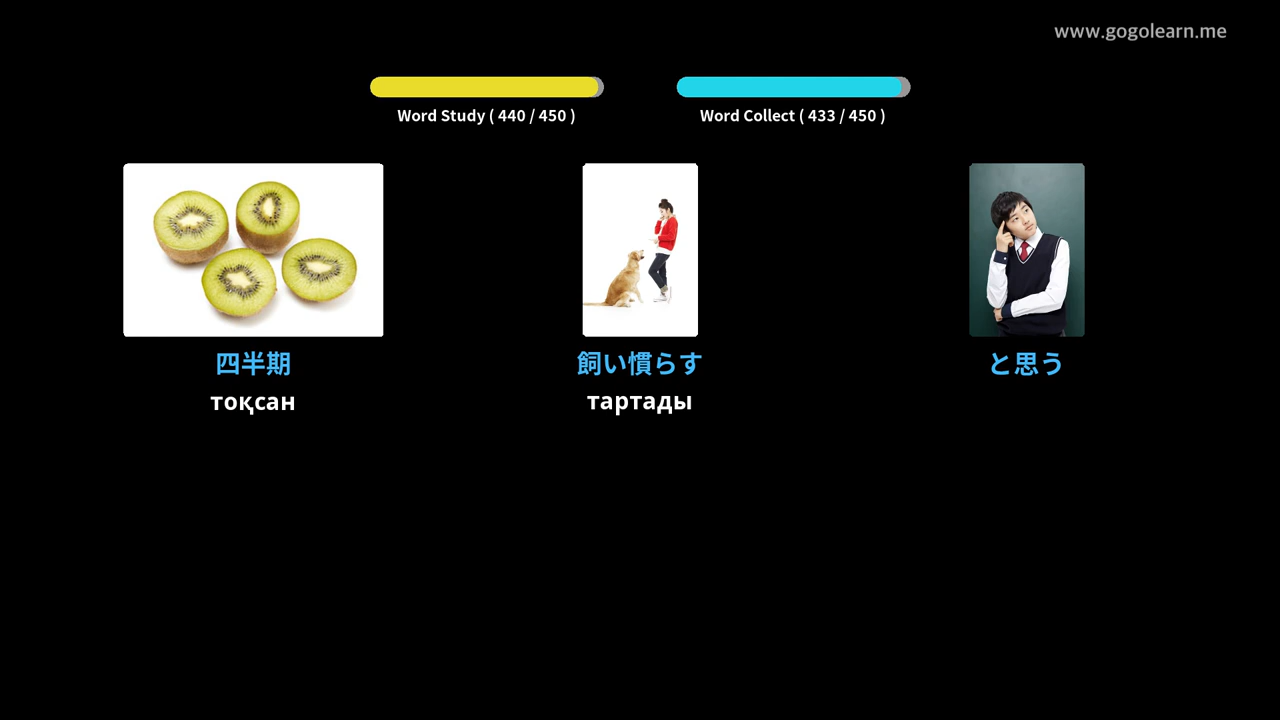 www.gogolearn.me
Word Study ( 440 / 450 )
Word Collect ( 433 / 450 )
四半期
飼い慣らす
と思う
тоқсан
тартады